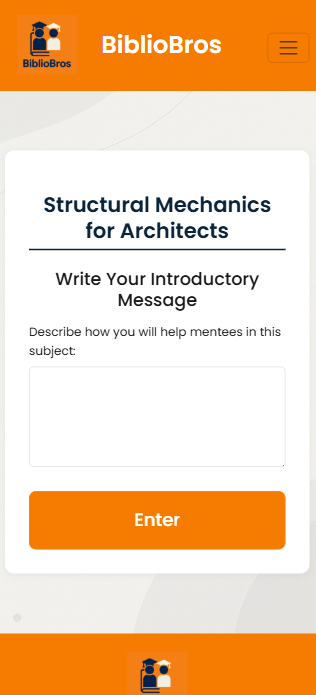 BiblioBros
BiblioBros
Structural Mechanics
for Architects
Write Your Introductory
Message
Describe how you will help mentees in this
subject:
Enter